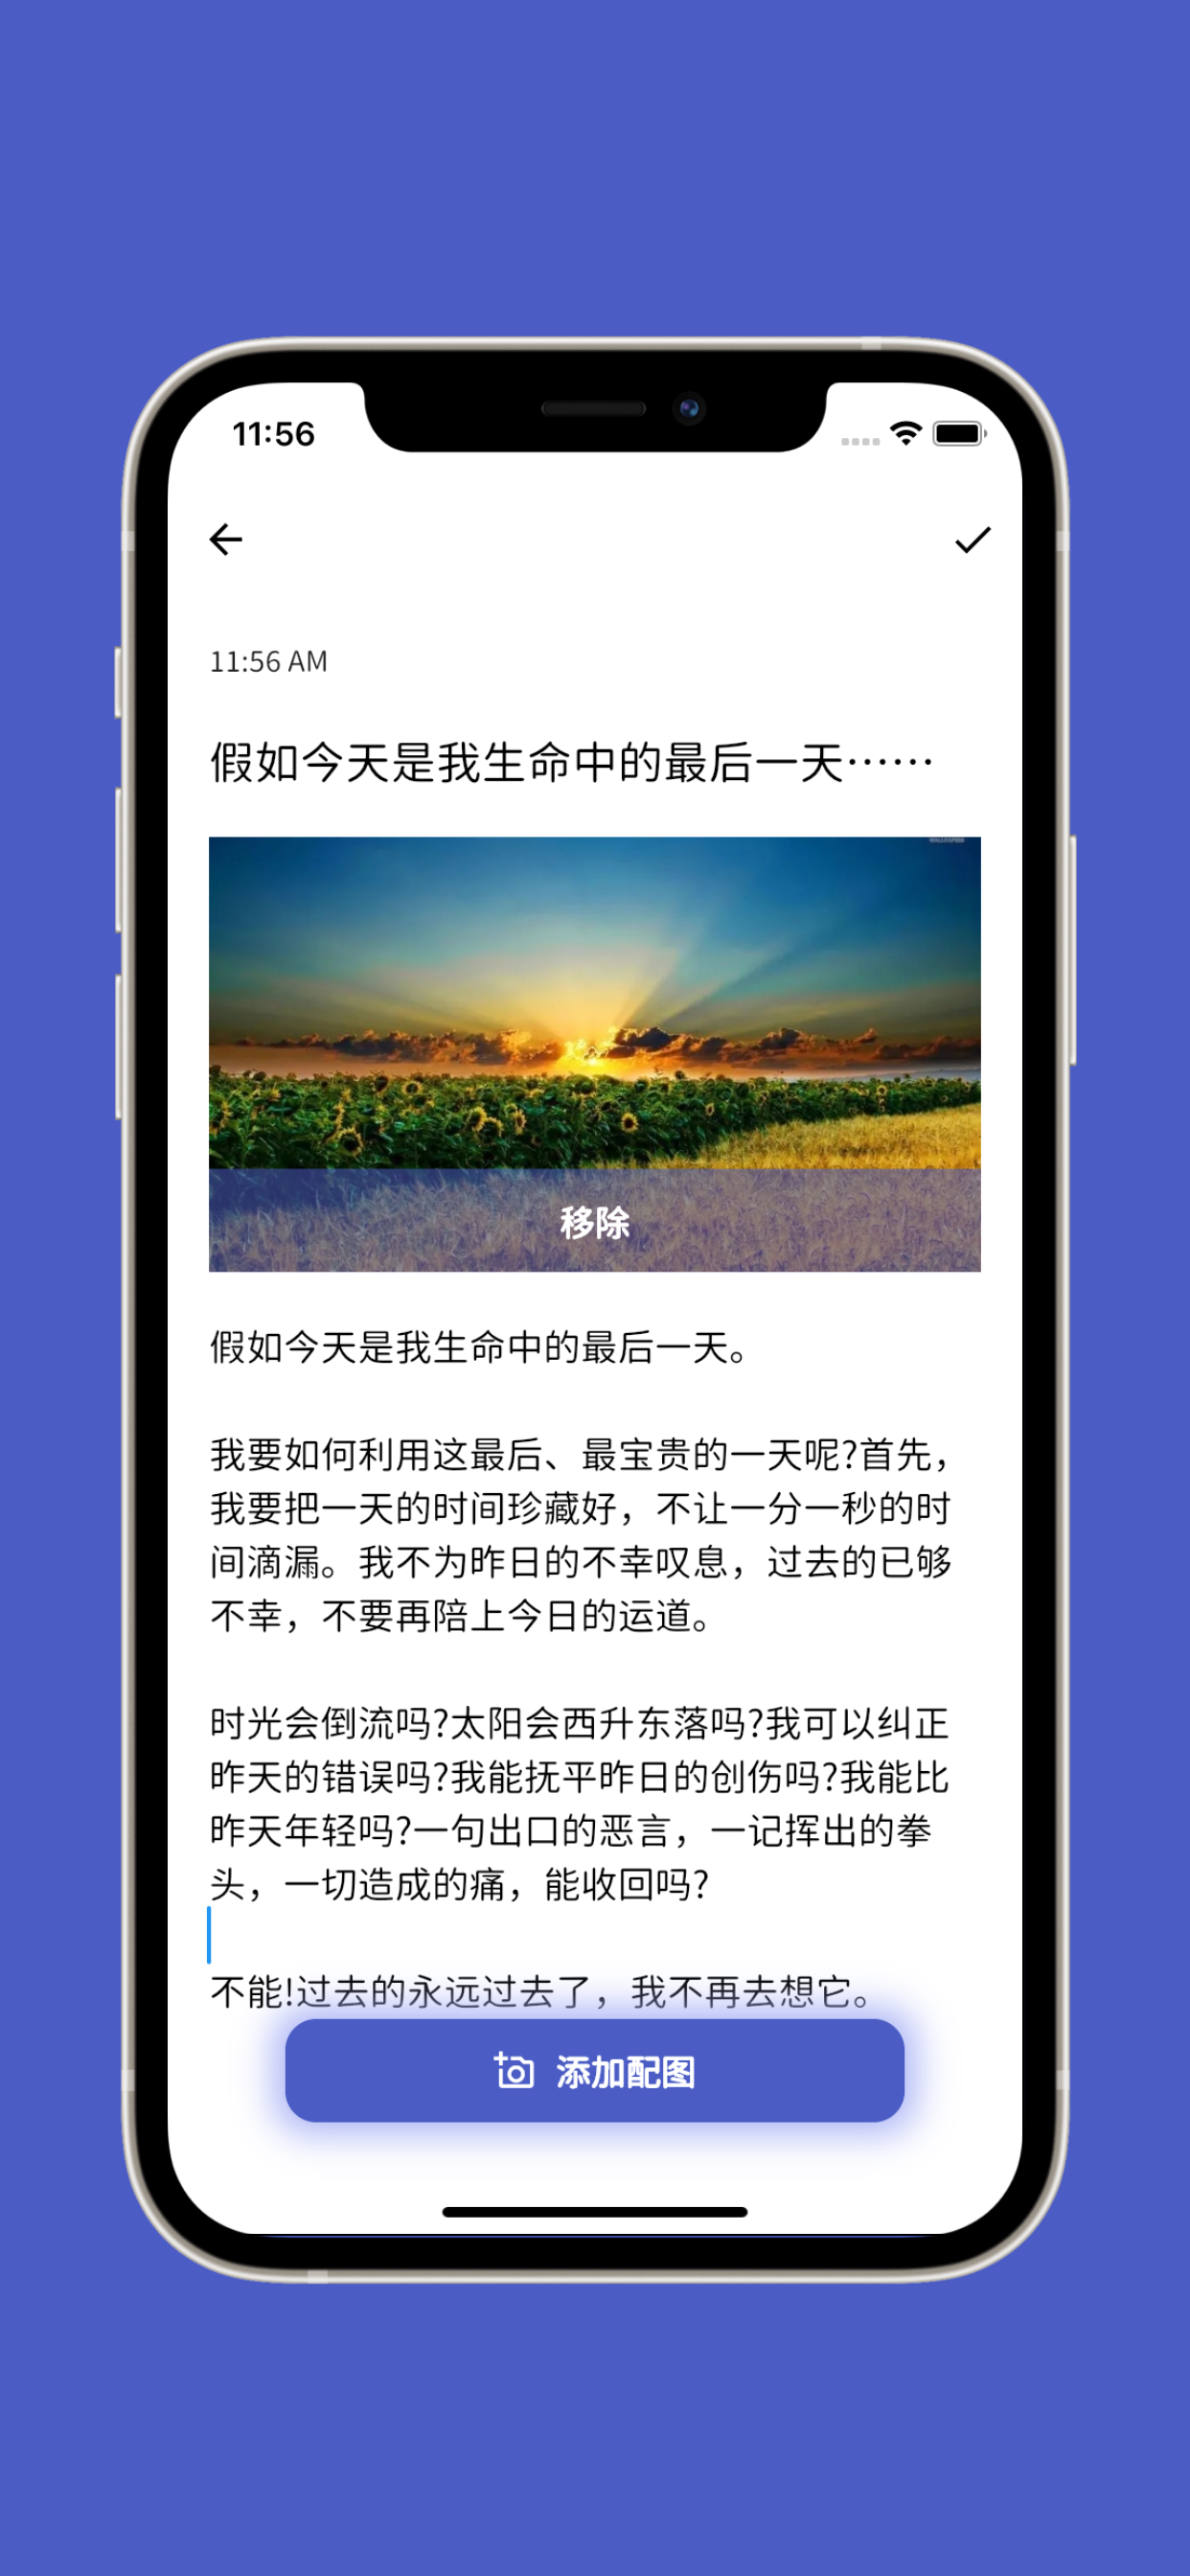 11:56
11:56 AM
假如今天是我生命中的最后一天……
移除
假如今天是我生命中的最后一天。
我要如何利用这最后、最宝贵的一天呢?首先，
我要把一天的时间珍藏好，不让一分一秒的时
间滴漏。我不为昨日的不幸叹息，过去的已够
不幸，不要再陪上今日的运道。
时光会倒流吗?太阳会西升东落吗?我可以纠正
昨天的错误吗?我能抚平昨日的创伤吗?我能比
昨天年轻吗?一句出口的恶言，一记挥出的拳
头，一切造成的痛，能收回吗?
不能!过去的永远过去了，我不再去想它。
添加配图